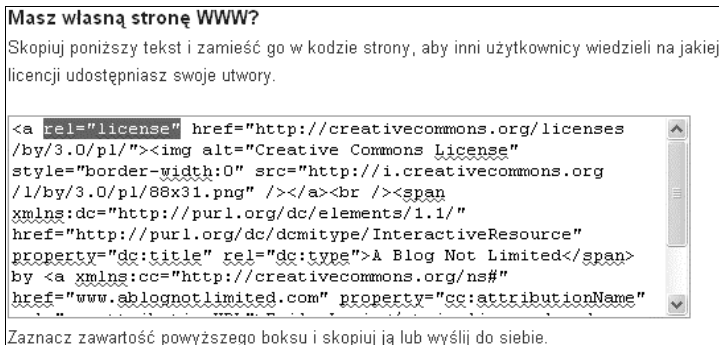 Masz własną stronę WWW?
Skopiuj poniższy tekst i zamieść go w kodzie strony, aby inni użytkownicy wiedzieli na jakiej
licencji udostępniasz swoje utwory.
<a rel="license" href="http://creativecommons.org/licenses
/by/3.0/pl/"><img alt="Creative Commons License"
style="border-width:0" src="http://i.creativecommons.org
/l/by/3.0/pl/88x31.png" /></a><br /><span
xmlns:dc="http://purl.org/dc/elements/1.1/"
href="http://purl.org/dc/dcmitype/InteractiveResource"
property="dc:title" rel="dc:type">A Blog Not Limited</span>
by <a xmlns:cc="http://creativecommons.org/ns#"
href="www.ablognotlimited.com" property="cc:attributionName"
Zaznacz zawartość powyższego boksu i skopiuj ją lub wyślij do siebie.